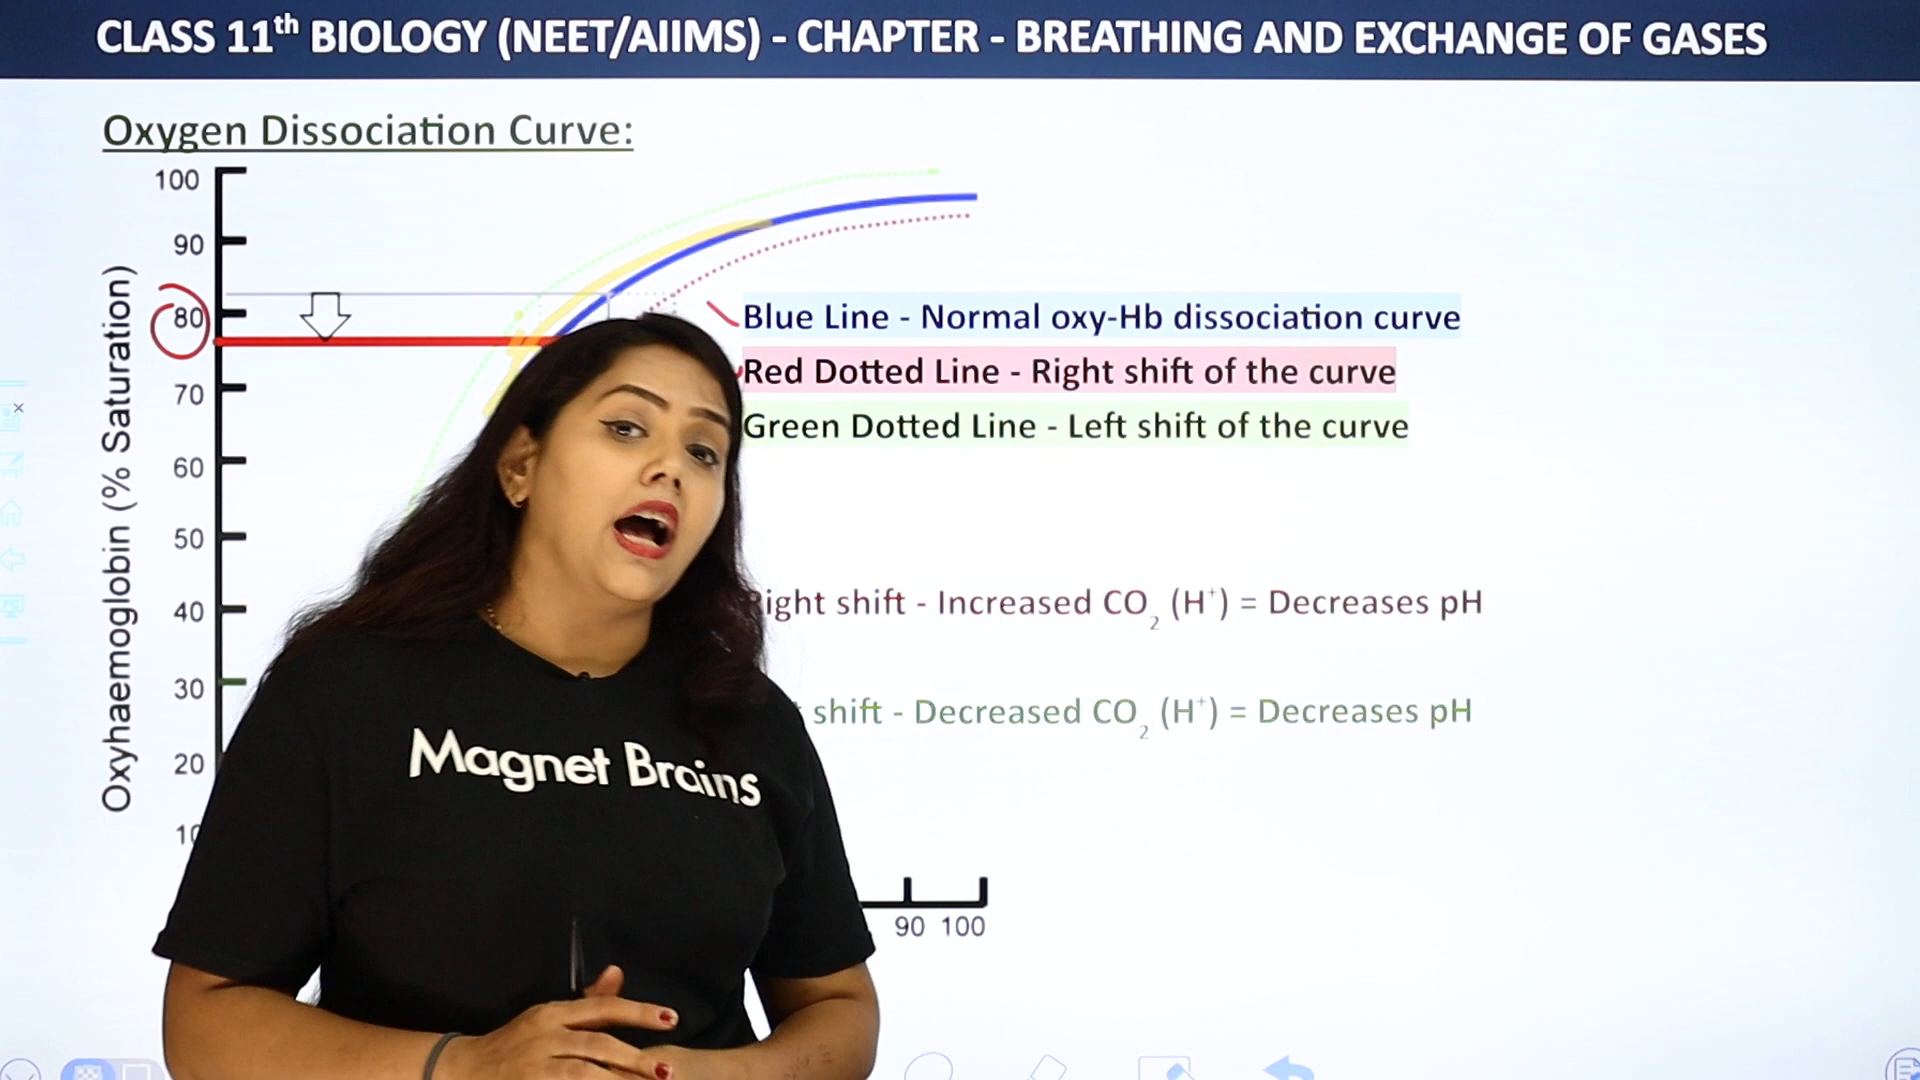 CLASS 11th BIOLOGY (NEET/AIIMS) - CHAPTER - BREATHING AND EXCHANGE OF GASES
Oxygen Dissociation Curve:
100
90
80
70
60
50
40
30
20
10
Oxyhaemoglobin (% Saturation)
Blue Line - Normal oxy-Hb dissociation curve
Red Dotted Line - Right shift of the curve
Green Dotted Line - Left shift of the curve
Right shift - Increased CO₂ (H⁺) = Decreases pH
shift - Decreased CO₂ (H⁺) = Decreases pH
90 100
Magnet Brains